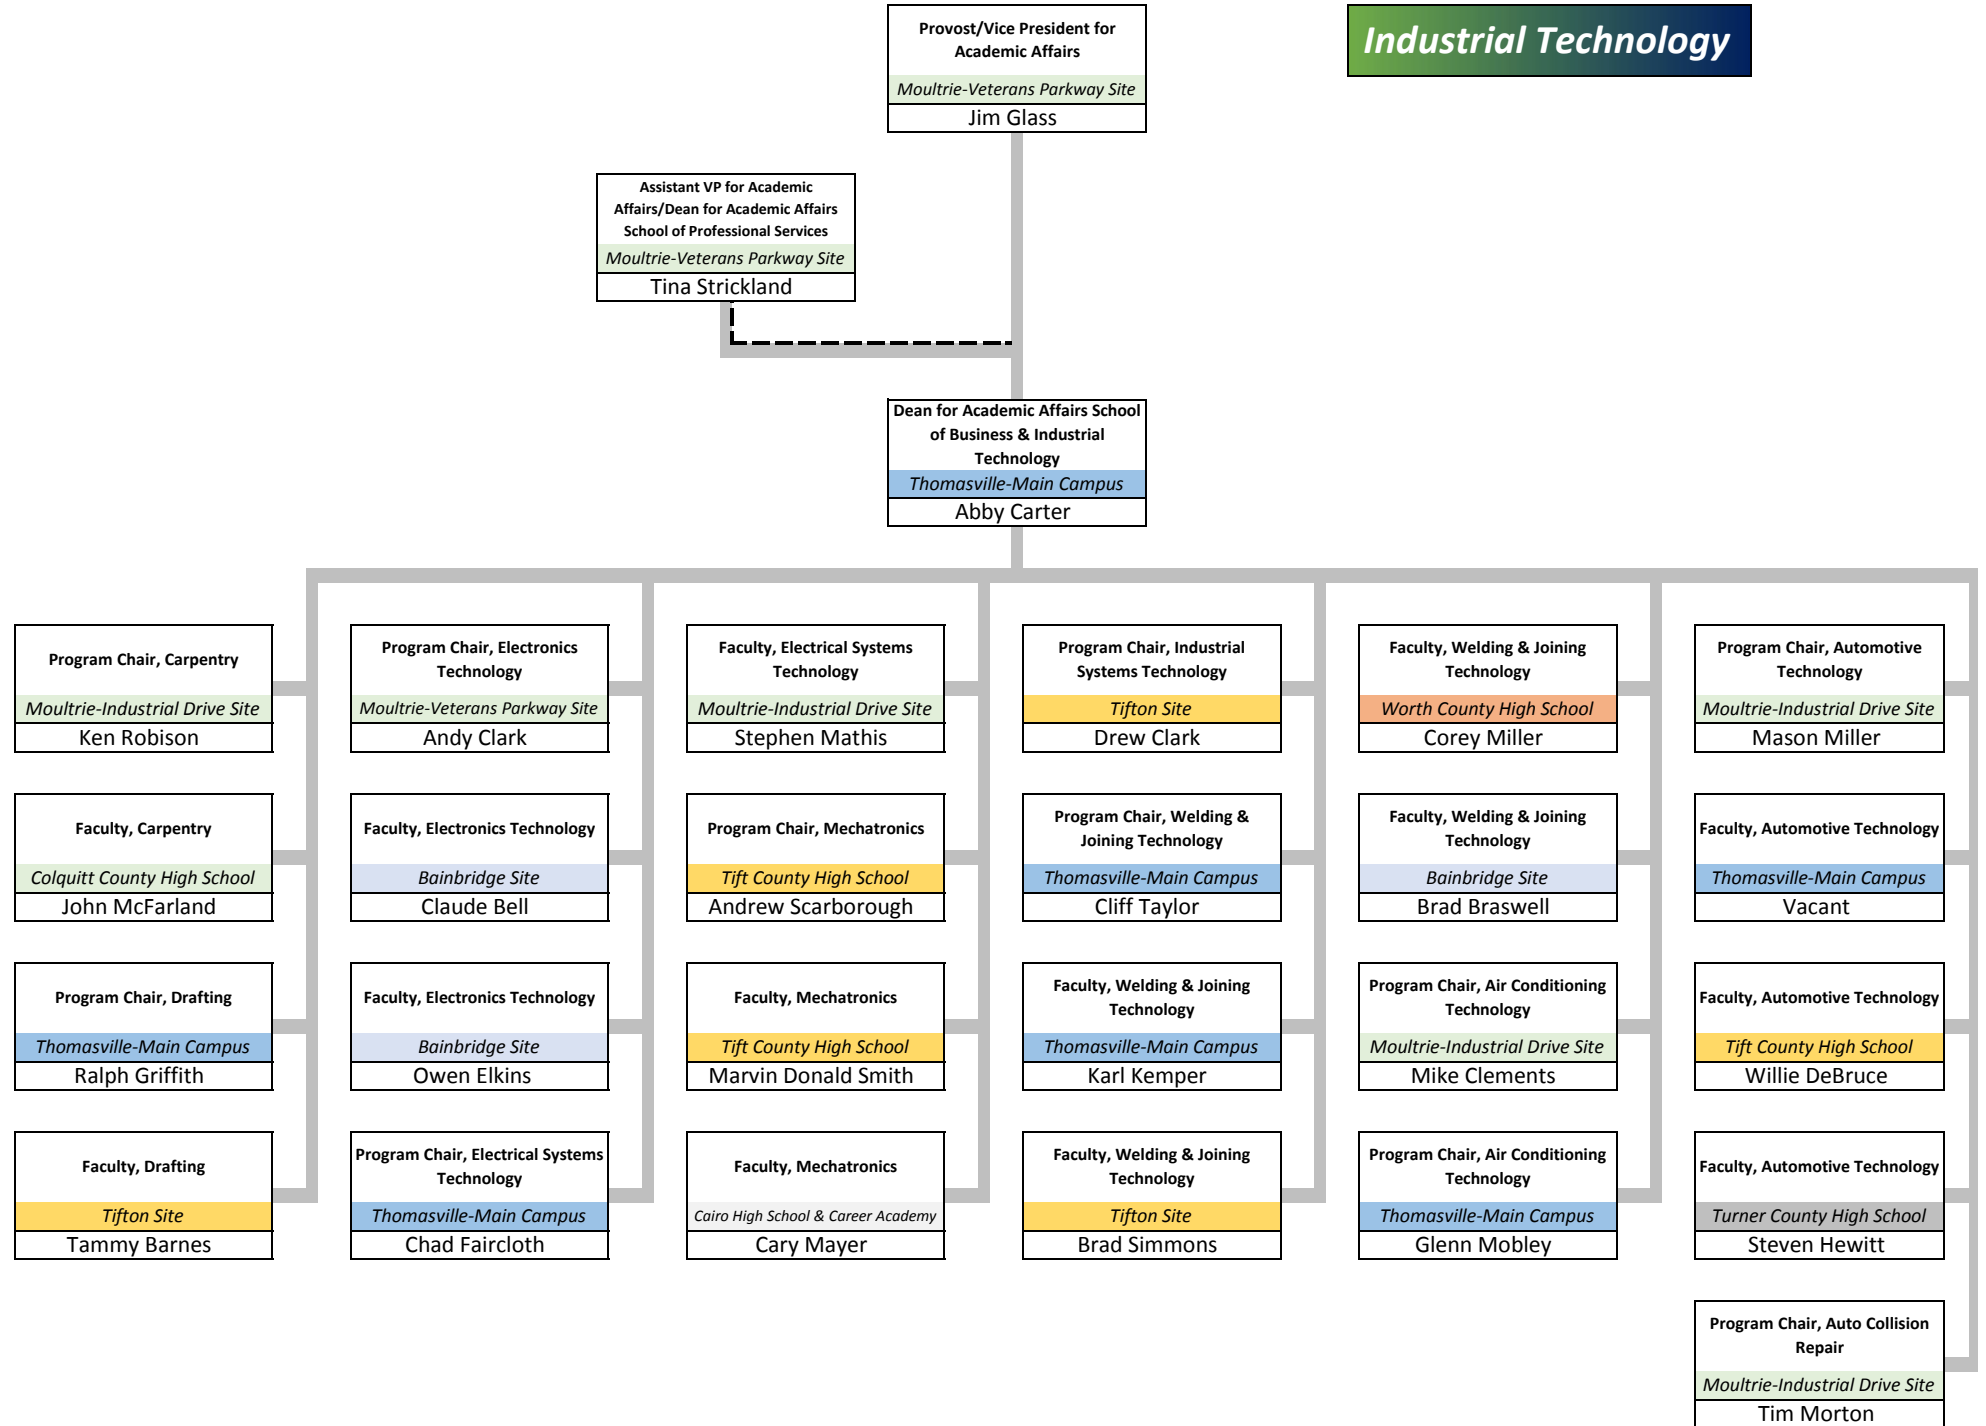 Provost/Vice President for
Academic Affairs
Moultrie-Veterans Parkway Site
Jim Glass
Industrial Technology
Assistant VP for Academic
Affairs/Dean for Academic Affairs
School of Professional Services
Moultrie-Veterans Parkway Site
Tina Strickland
Dean for Academic Affairs School
of Business & Industrial
Technology
Thomasville-Main Campus
Abby Carter
Program Chair, Carpentry
Moultrie-Industrial Drive Site
Ken Robison
Program Chair, Electronics
Technology
Moultrie-Veterans Parkway Site
Andy Clark
Faculty, Electrical Systems
Technology
Moultrie-Industrial Drive Site
Stephen Mathis
Program Chair, Industrial
Systems Technology
Tifton Site
Drew Clark
Faculty, Welding & Joining
Technology
Worth County High School
Corey Miller
Program Chair, Automotive
Technology
Moultrie-Industrial Drive Site
Mason Miller
Faculty, Carpentry
Colquitt County High School
John McFarland
Faculty, Electronics Technology
Bainbridge Site
Claude Bell
Program Chair, Mechatronics
Tift County High School
Andrew Scarborough
Program Chair, Welding &
Joining Technology
Thomasville-Main Campus
Cliff Taylor
Faculty, Welding & Joining
Technology
Bainbridge Site
Brad Braswell
Faculty, Automotive Technology
Thomasville-Main Campus
Vacant
Program Chair, Drafting
Thomasville-Main Campus
Ralph Griffith
Faculty, Electronics Technology
Bainbridge Site
Owen Elkins
Faculty, Mechatronics
Tift County High School
Marvin Donald Smith
Faculty, Welding & Joining
Technology
Thomasville-Main Campus
Karl Kemper
Program Chair, Air Conditioning
Technology
Moultrie-Industrial Drive Site
Mike Clements
Faculty, Automotive Technology
Tift County High School
Willie DeBruce
Faculty, Drafting
Tifton Site
Tammy Barnes
Program Chair, Electrical Systems
Technology
Thomasville-Main Campus
Chad Faircloth
Faculty, Mechatronics
Cairo High School & Career Academy
Cary Mayer
Faculty, Welding & Joining
Technology
Tifton Site
Brad Simmons
Program Chair, Air Conditioning
Technology
Thomasville-Main Campus
Glenn Mobley
Faculty, Automotive Technology
Turner County High School
Steven Hewitt
Program Chair, Auto Collision
Repair
Moultrie-Industrial Drive Site
Tim Morton